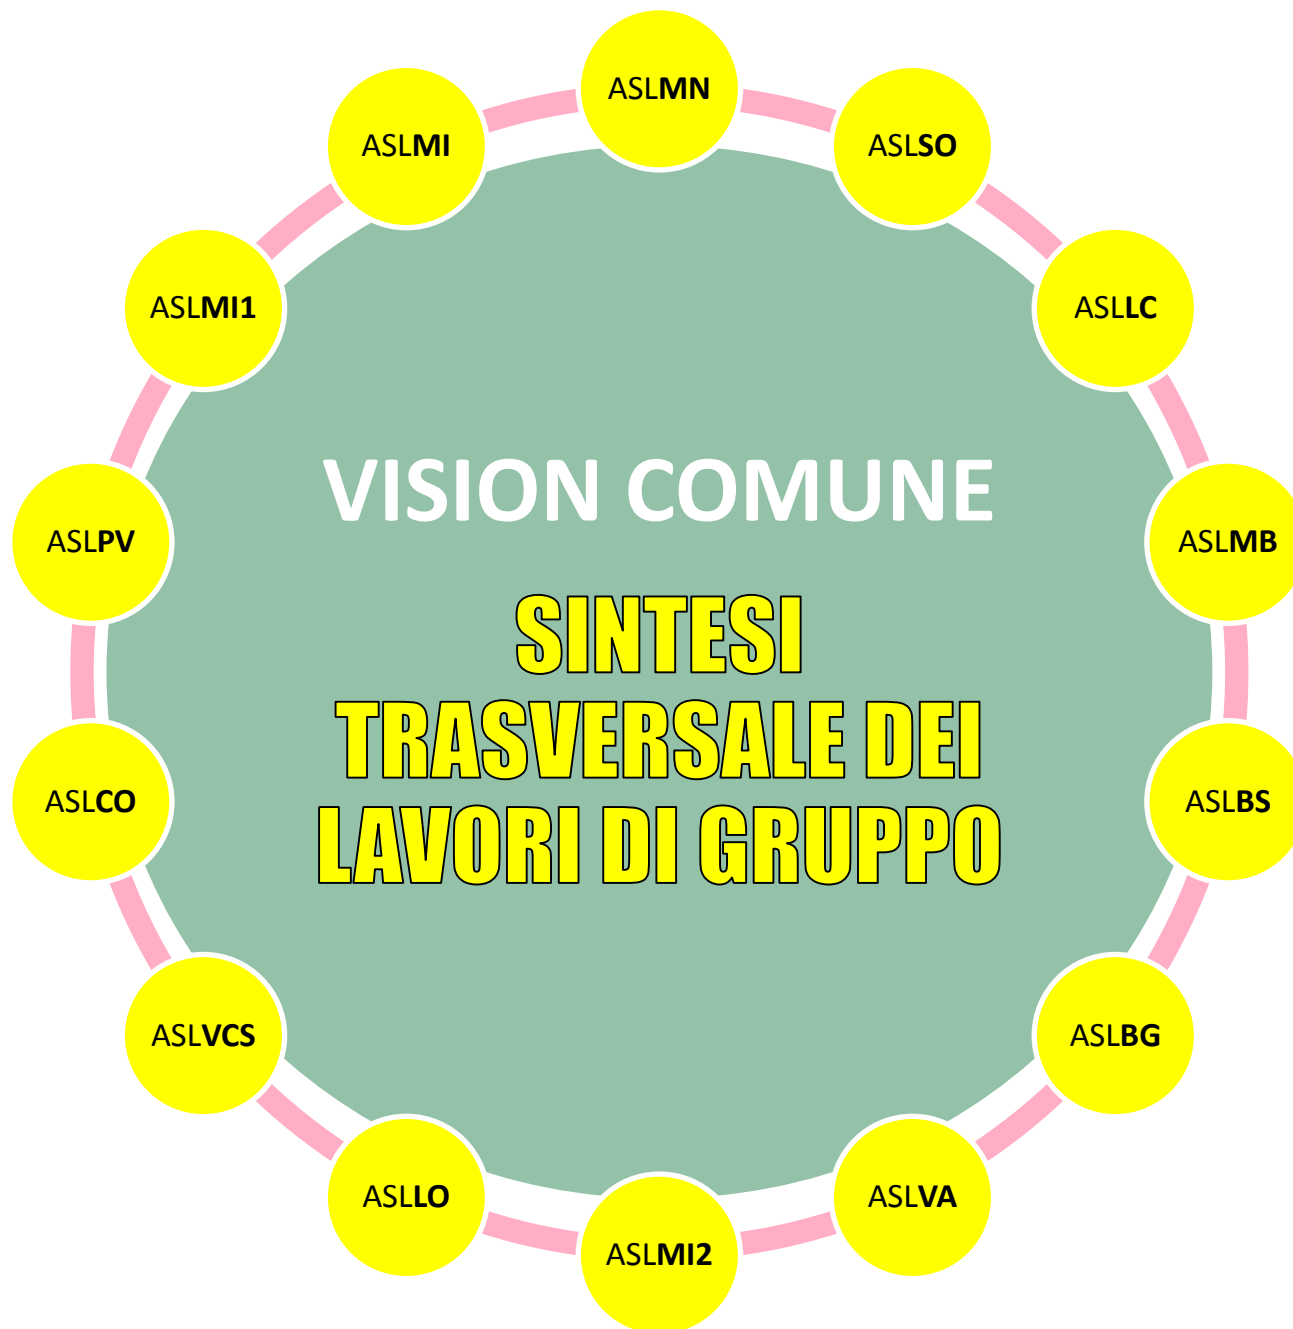 ASLMN
ASLMI
ASLSO
ASLMI1
ASLLC
VISION COMUNE
ASLPV
ASLMB
SINTESI
TRASVERSALE DEI
LAVORI DI GRUPPO
ASLCO
ASLBS
ASLVCS
ASLBG
ASLLO
ASLVA
ASLMI2